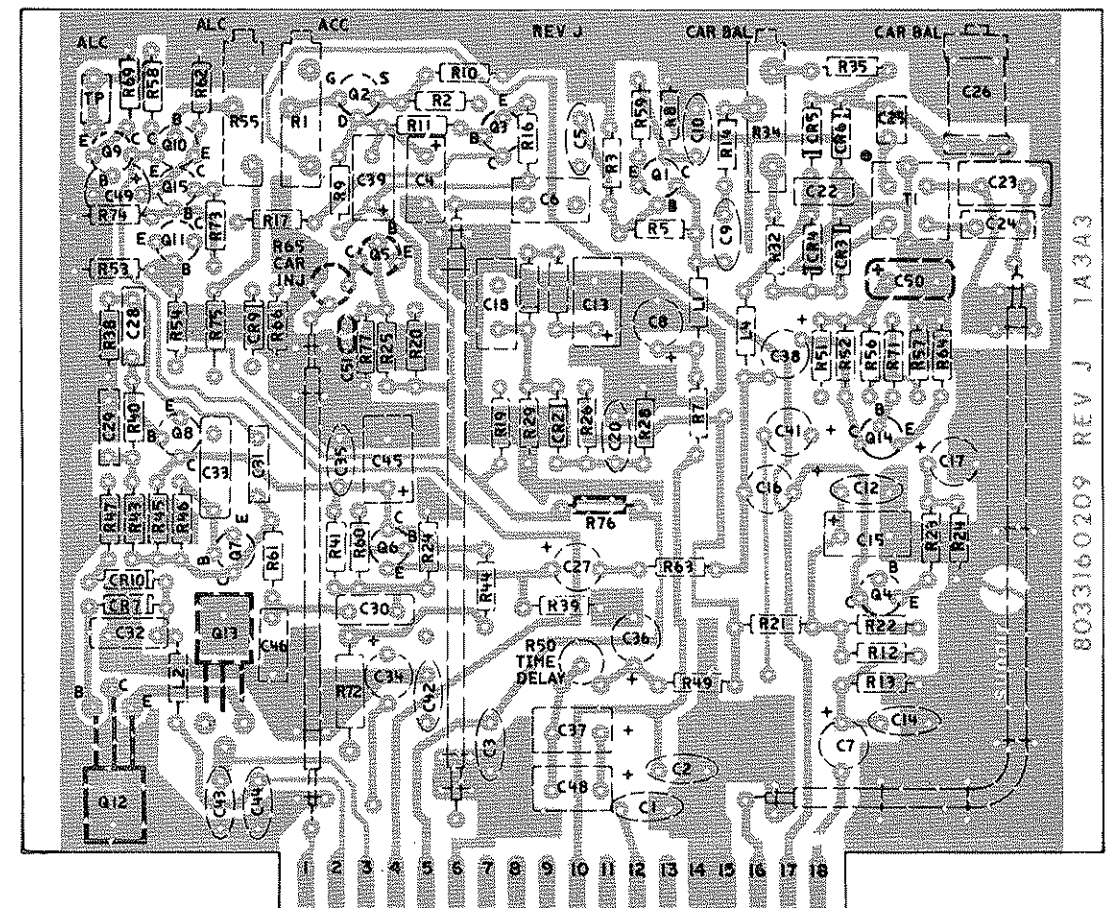 ALC
ALC
ACC
REV J
CAR BAL
CAR BAL
TP
R69
R58
R62
R55
R1
G
S
Q2
D
R10
R2
R11
E
Q3
C
R16
C5
R3
R59
R8
C10
R14
R34
R35
CR5
CR6
C26
E
Q9
C
B
B
C
Q10
E
C49
+
E
Q15
C
B
R9
C39
+
C4
+
C6
E
Q1
C
B
C22
T1
C23
C24
R74
E
Q11
B
R73
R17
R65
CAR
INJ
B
C
Q5
E
R5
C9
R32
CR4
CR3
R53
R38
C28
R54
R75
CR9
R66
C51
R77
R25
R20
C18
C13
+
C8
+
L1
L4
+
C38
+
C50
R51
R52
R56
R71
R57
R64
C29
R40
E
Q8
B
C
C33
C31
C35
C45
+
R19
R29
CR2
R26
C20
R28
R7
C41
+
B
C
Q14
E
+
C17
R47
R43
R45
R46
E
Q7
B
C
R61
R41
R60
C
B
Q6
E
R24
R76
+
C16
+
C12
+
C15
R23
R24
CR10
CR7
C32
Q13
C46
C30
R44
+
C27
R39
R63
B
Q4
C
E
R21
R22
R12
R13
L2
R72
+
C34
C42
R50
TIME
DELAY
C36
+
R49
B
C
E
Q12
C43
C44
C3
C37
+
C48
+
C2
C1
+
C7
C14
1 2 3 4 5 6 7 8 9 10 11 12 13 14 15 16 17 18
8033160209 REV J 1A3A3